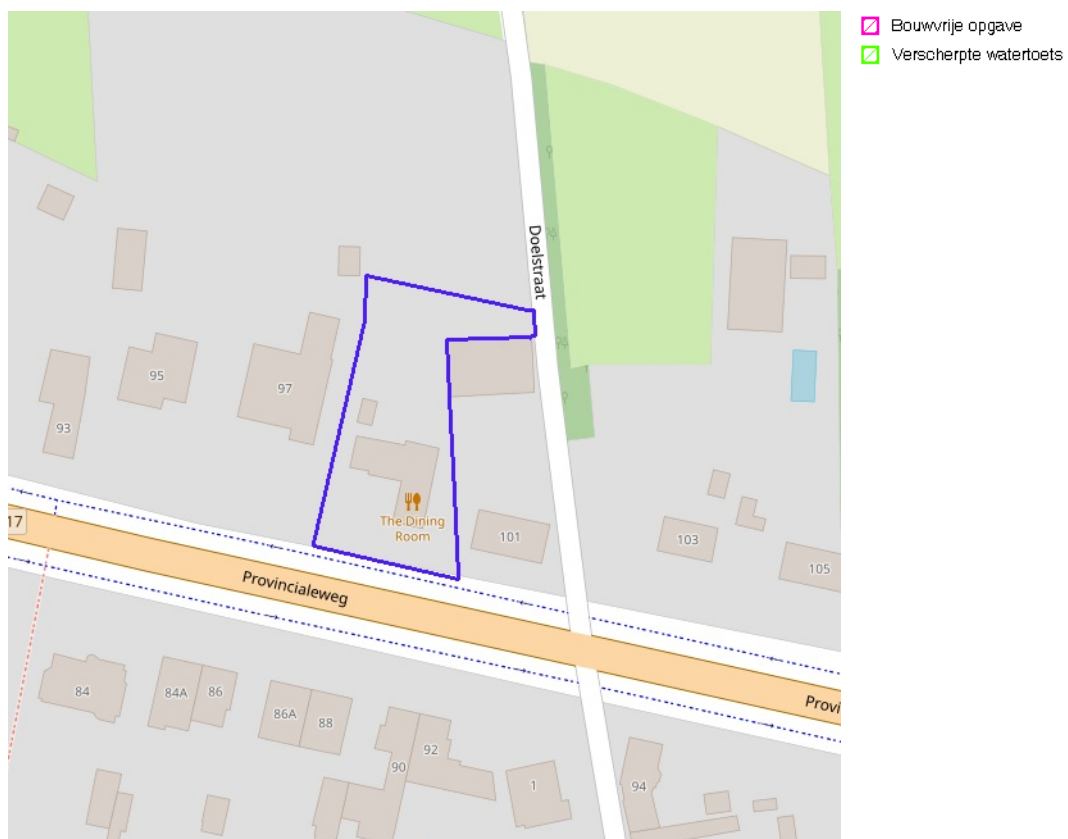 Bouwvrije opgave
Verscherpte watertoets
Doelstraat
95
97
93
The Dining
Room
101
103
105
17
Provincialeweg
Provi
84
84A
86
86A
88
90
92
1
94